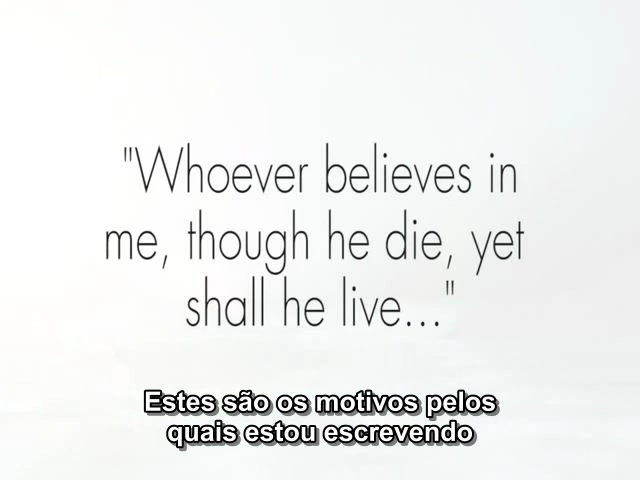 "Whoever believes in
me, though he die, yet
shall he live..."
Estes são os motivos pelos
quais estou escrevendo